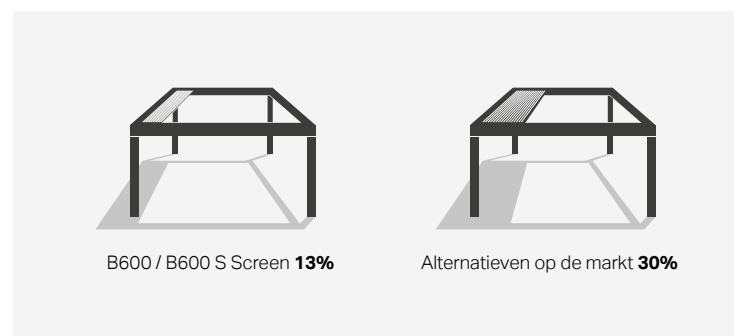 B600 / B600 S Screen 13%
Alternatieven op de markt 30%